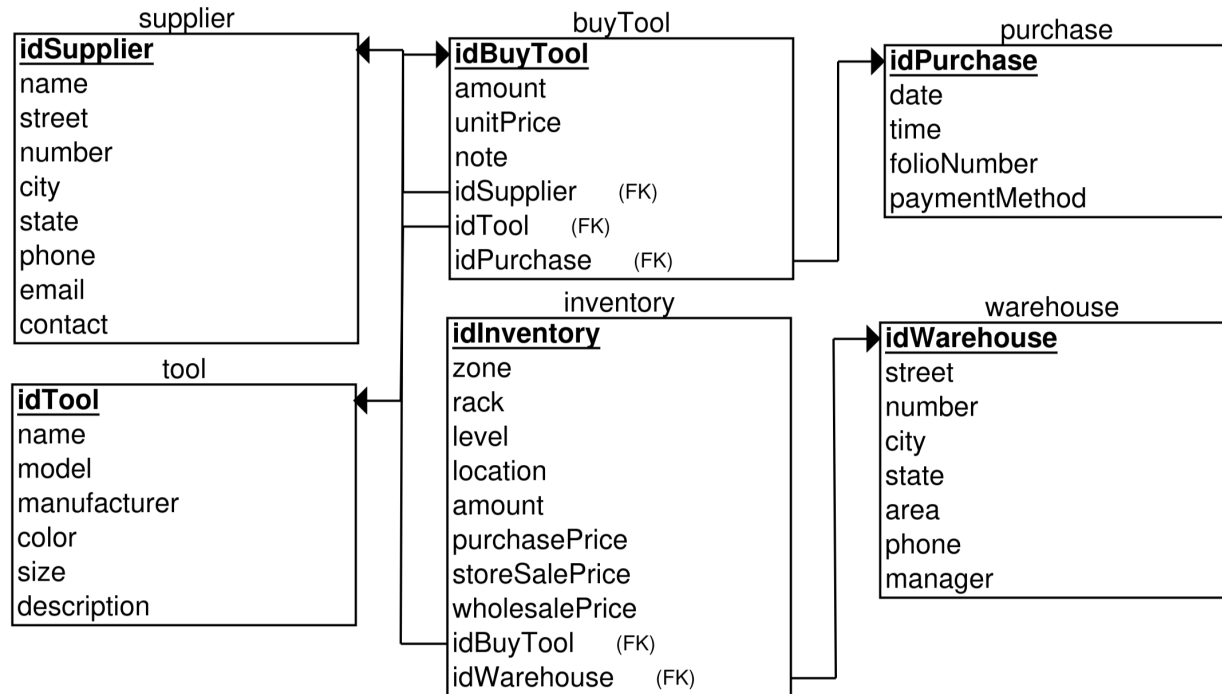 supplier
idSupplier
name
street
number
city
state
phone
email
contact
tool
idTool
name
model
manufacturer
color
size
description
buyTool
idBuyTool
amount
unitPrice
note
idSupplier (FK)
idTool (FK)
idPurchase (FK)
inventory
idInventory
zone
rack
level
location
amount
purchasePrice
storeSalePrice
wholesalePrice
idBuyTool (FK)
idWarehouse (FK)
purchase
idPurchase
date
time
folioNumber
paymentMethod
warehouse
idWarehouse
street
number
city
state
area
phone
manager